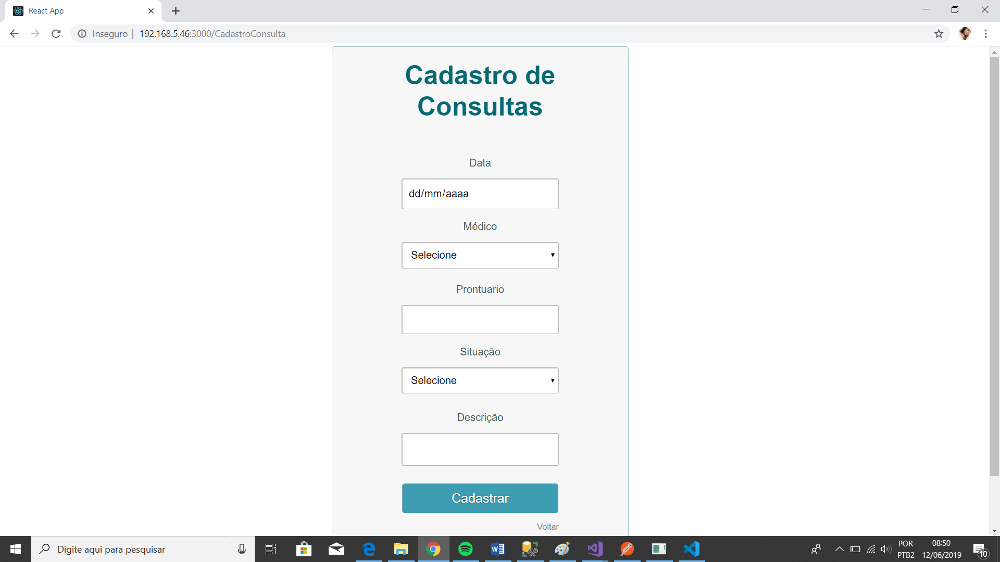 React App
Inseguro | 192.168.5.46:3000/CadastroConsulta
Cadastro de
Consultas
Data
dd/mm/aaaa
Médico
Selecione
Prontuario
Situação
Selecione
Descrição
Cadastrar
Voltar
Digite aqui para pesquisar
POR
PTB2
08:50
12/06/2019
10